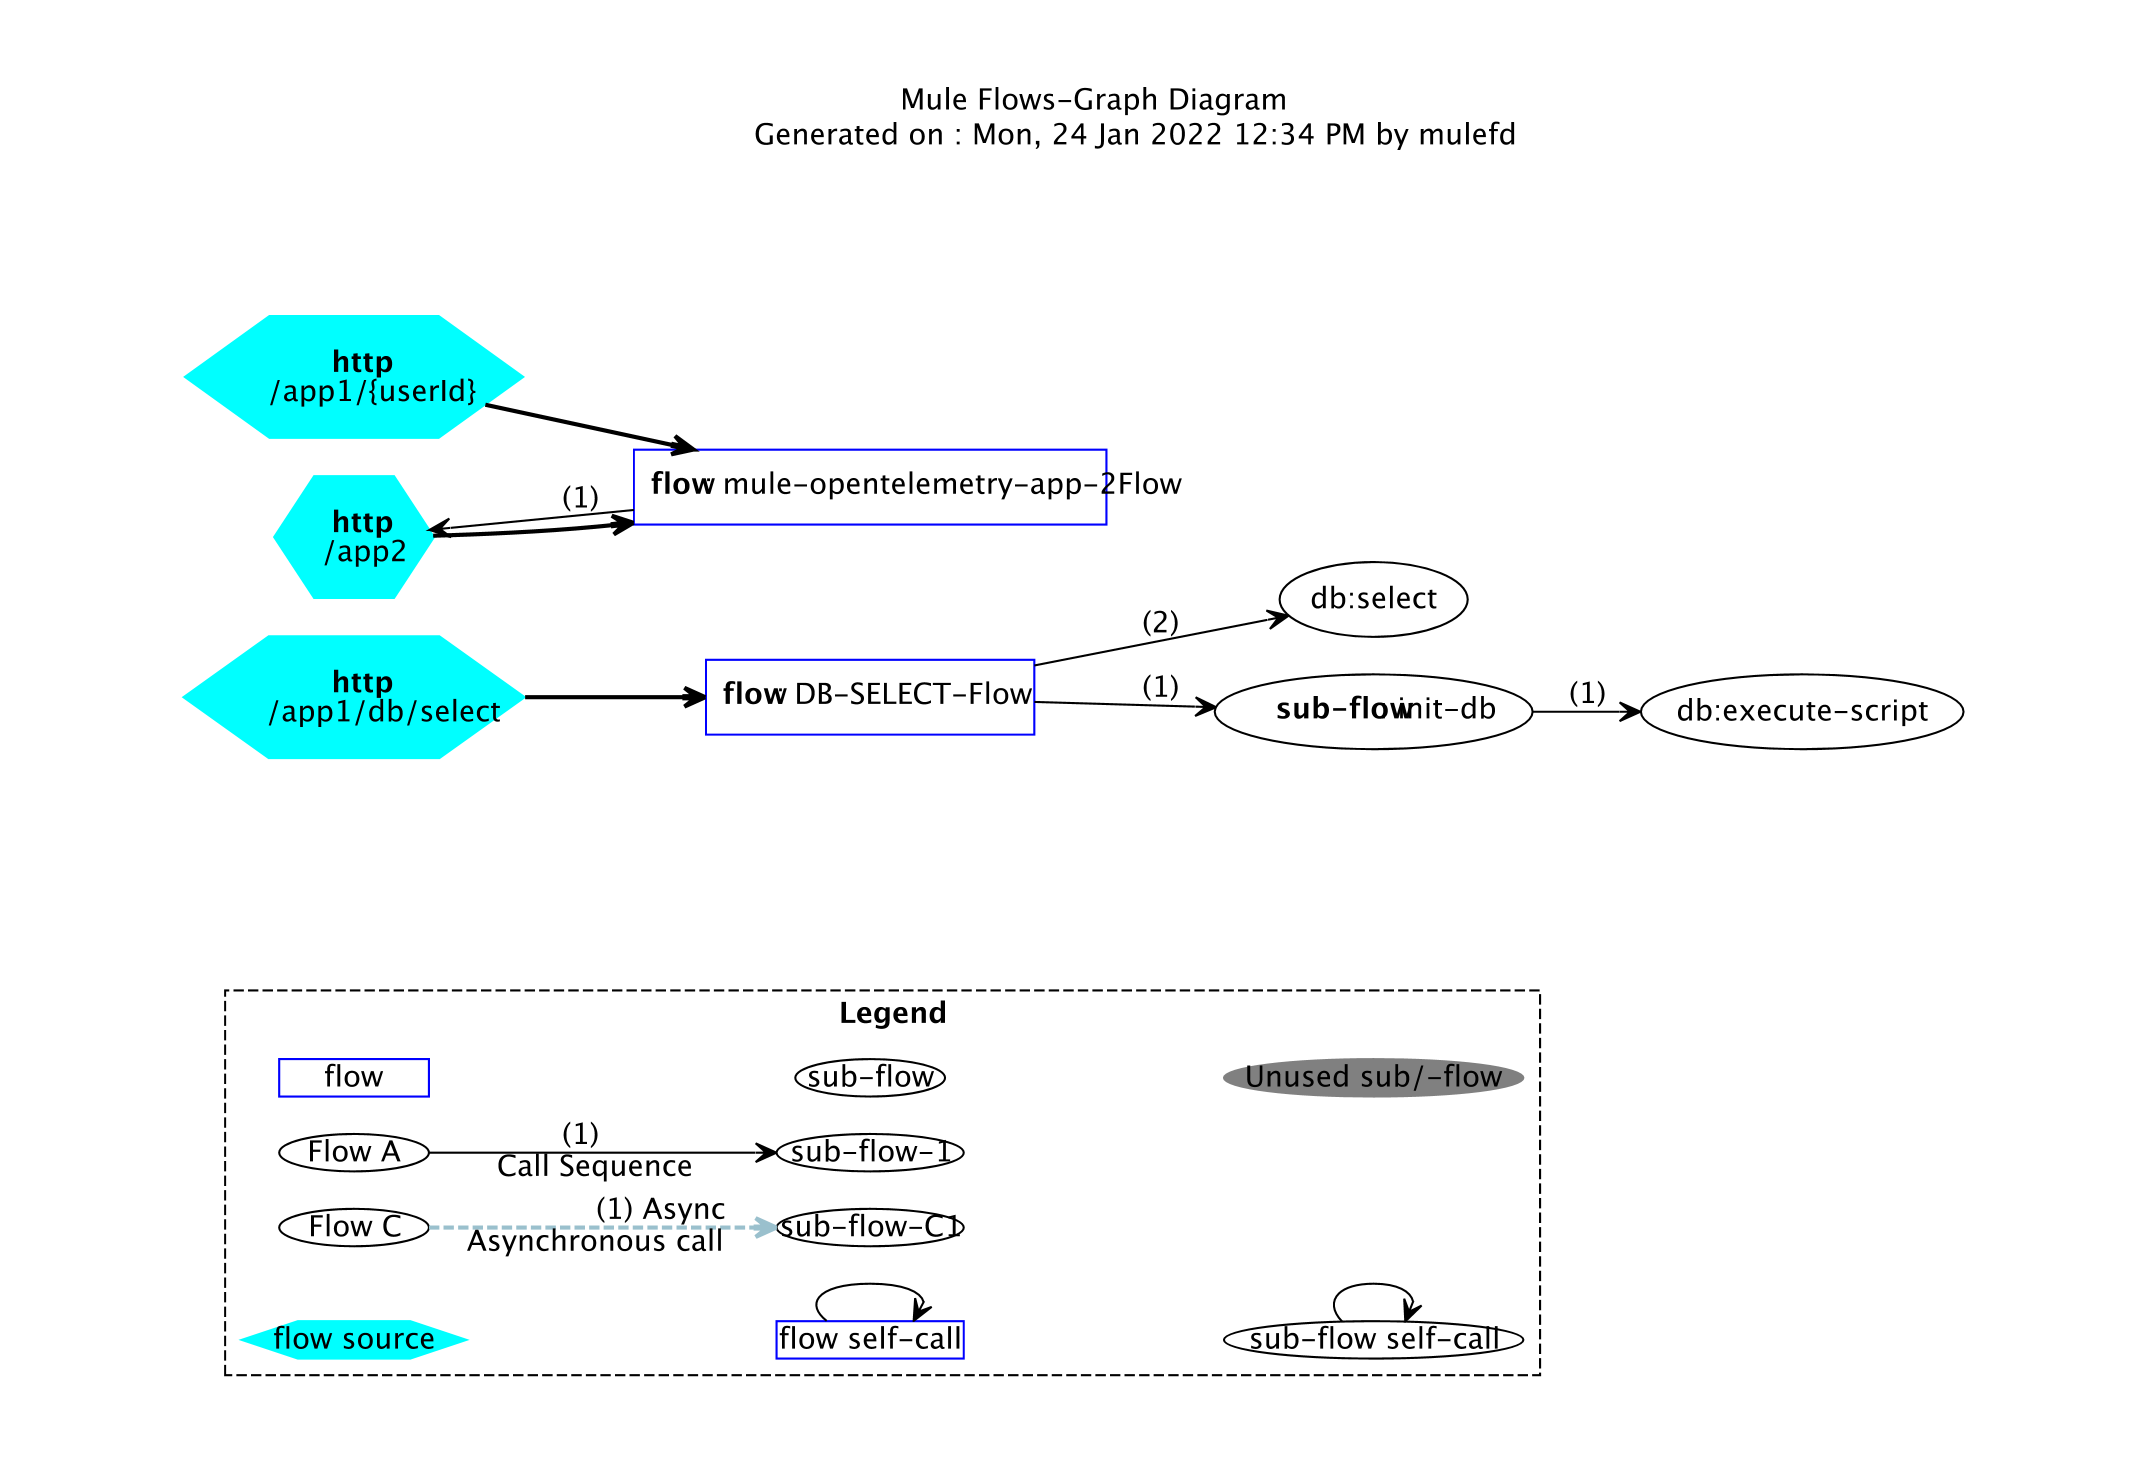 Mule Flows-Graph Diagram
Generated on : Mon, 24 Jan 2022 12:34 PM by mulefd
http
/app1/{userId}
flow: mule-opentelemetry-app-2Flow
(1)
http
/app2
db:select
(2)
http
/app1/db/select
flow: DB-SELECT-Flow
(1)
sub-flow: init-db
(1)
db:execute-script
Legend
flow
sub-flow
Unused sub/-flow
Flow A
(1)
Call Sequence
sub-flow-1
Flow C
(1) Async
Asynchronous call
sub-flow-C1
flow source
flow self-call
sub-flow self-call